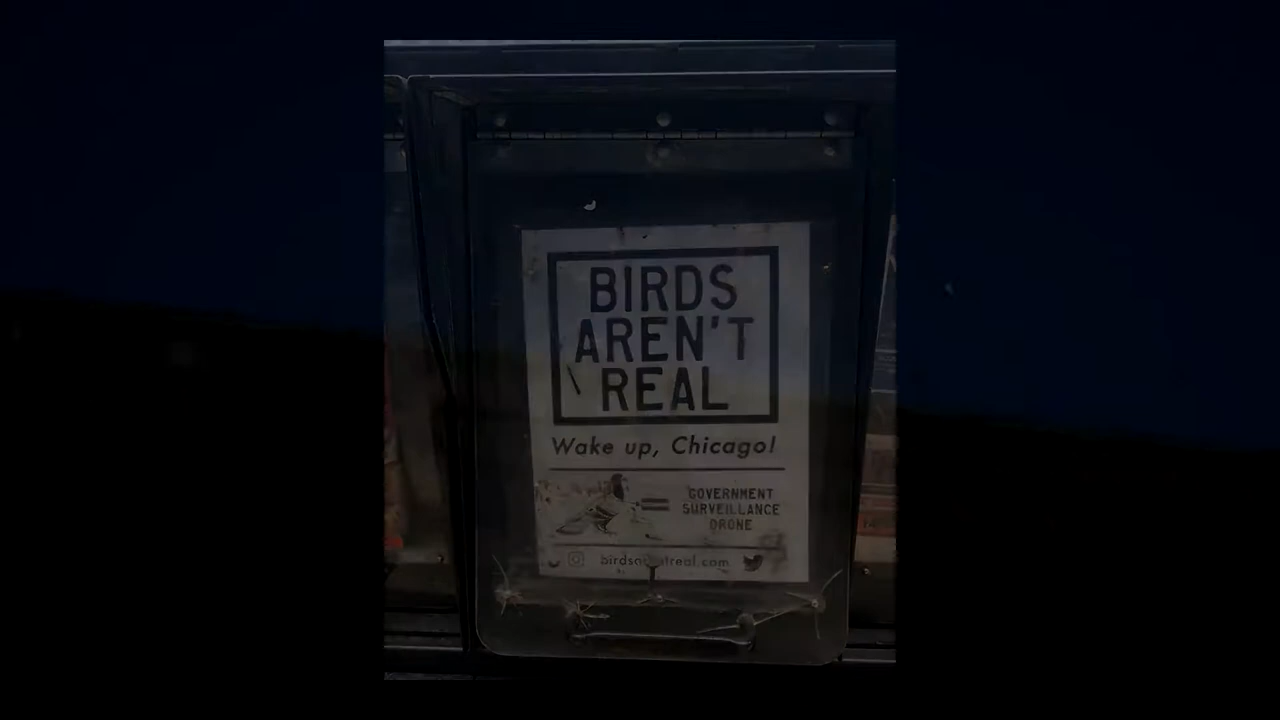 BIRDS
AREN'T
REAL
Wake up, Chicago!
= GOVERNMENT
SURVEILLANCE
DRONE